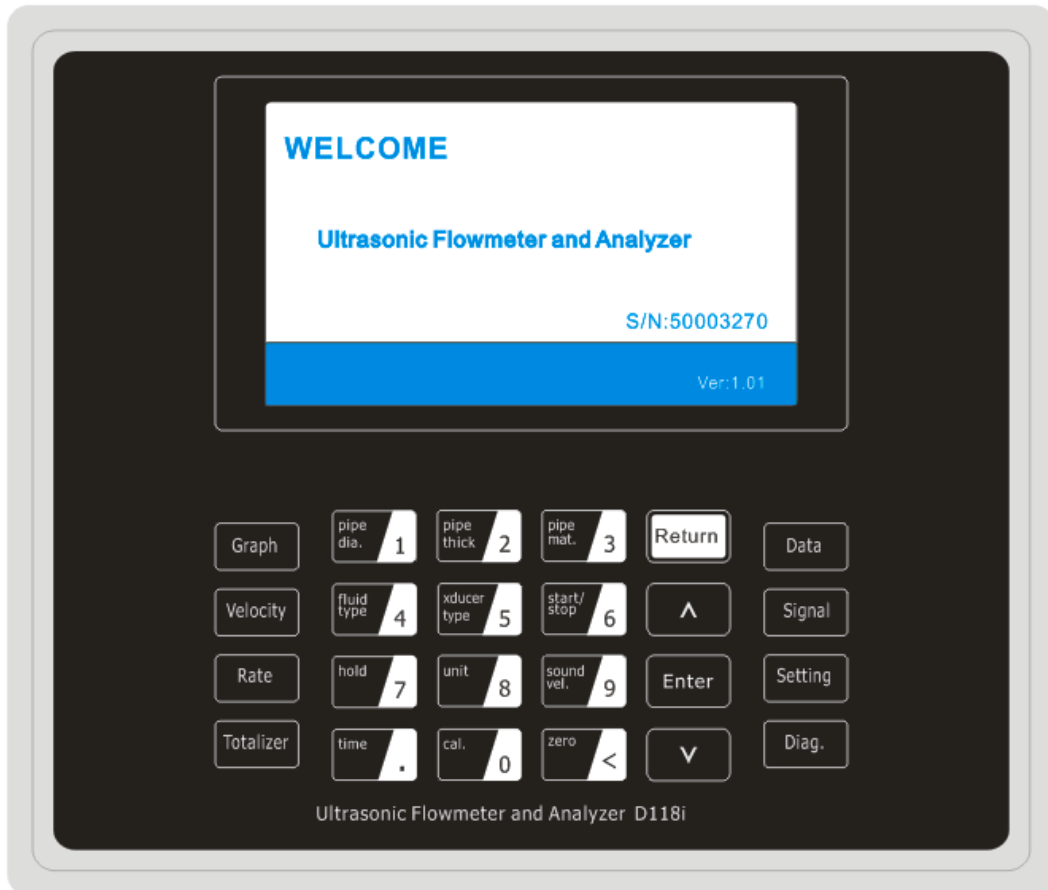 WELCOME
Ultrasonic Flowmeter and Analyzer
S/N:50003270
Ver:1.01
Graph
pipe
dia.
1
pipe
thick
2
pipe
mat.
3
Return
Data
Velocity
fluid
type
4
xducer
type
5
start/
stop
6
^
Signal
Rate
hold
7
unit
8
sound
vel.
9
Enter
Setting
Totalizer
time
.
cal.
0
zero
<
v
Diag.
Ultrasonic Flowmeter and Analyzer D118i